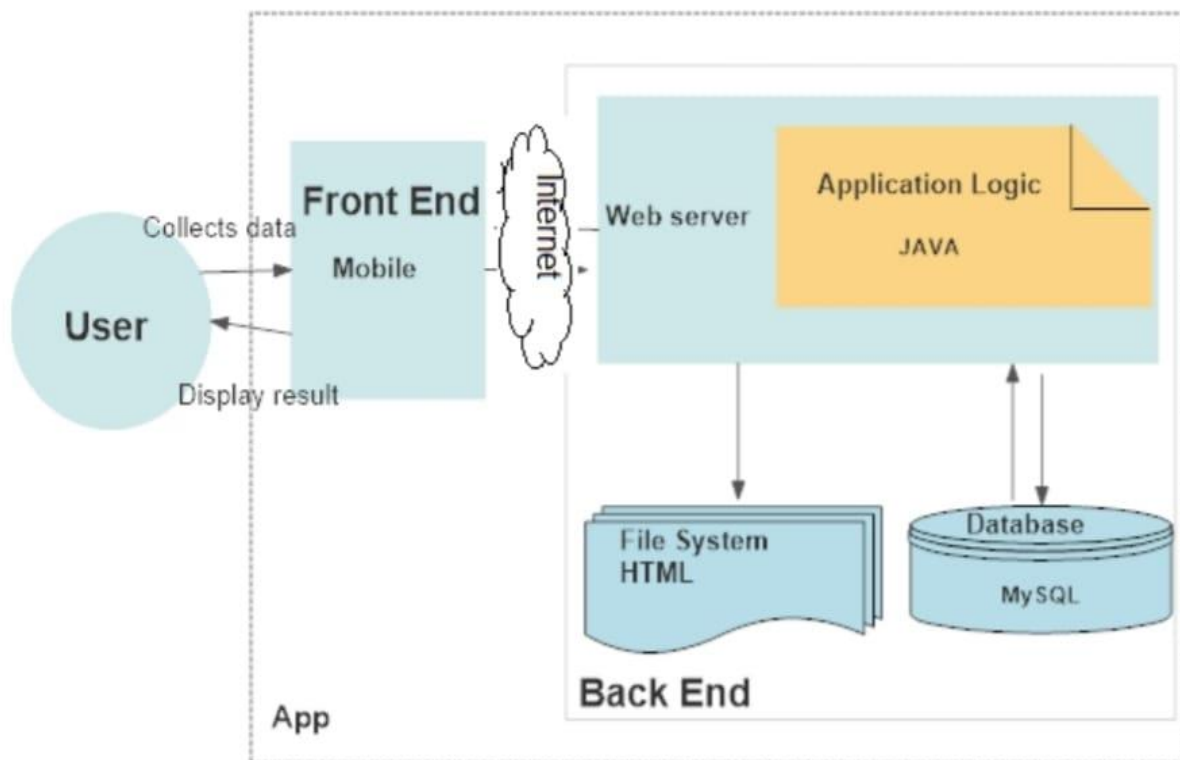 Collects data
User
Display result
Front End
Mobile
Internet
Web server
Application Logic
JAVA
File System
HTML
Database
MySQL
Back End
App